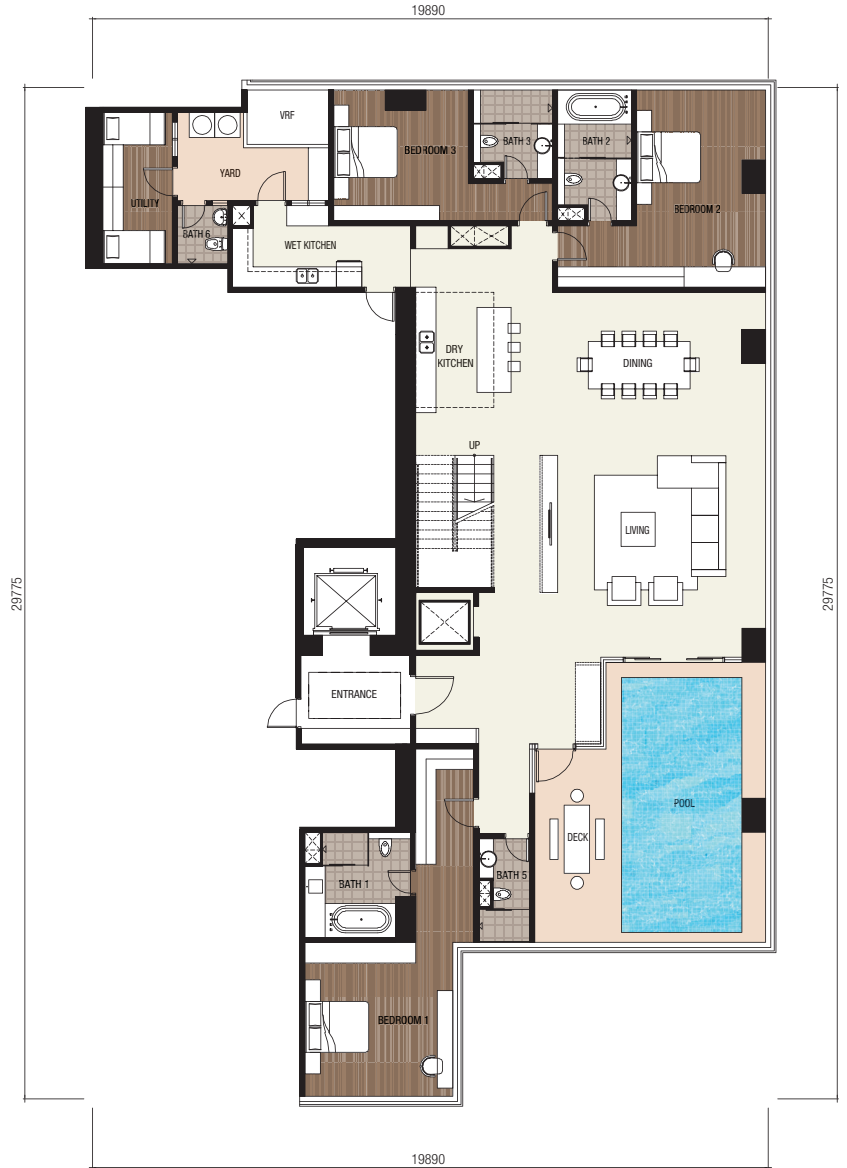 19890
VRF
BEDROOM 3
BATH 3
BATH 2
YARD
UTILITY
BATH 6
BEDROOM 2
WET KITCHEN
DRY
KITCHEN
DINING
UP
LIVING
29775
29775
ENTRANCE
POOL
DECK
BATH 5
BATH 1
BEDROOM 1
19890